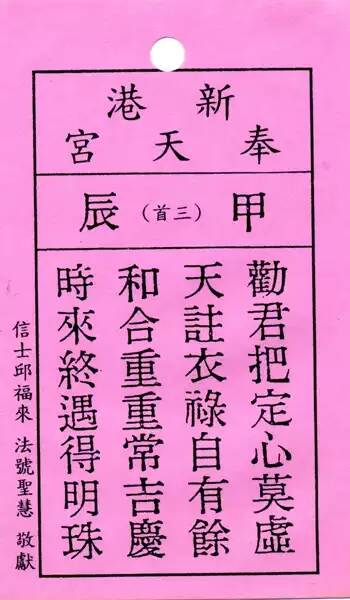 新港
奉天宮
甲（三首）辰
勸君把定心莫虛
天註衣祿自有餘
和合重重常吉慶
時來終遇得明珠
信士邱福來 法號聖慧 敬獻